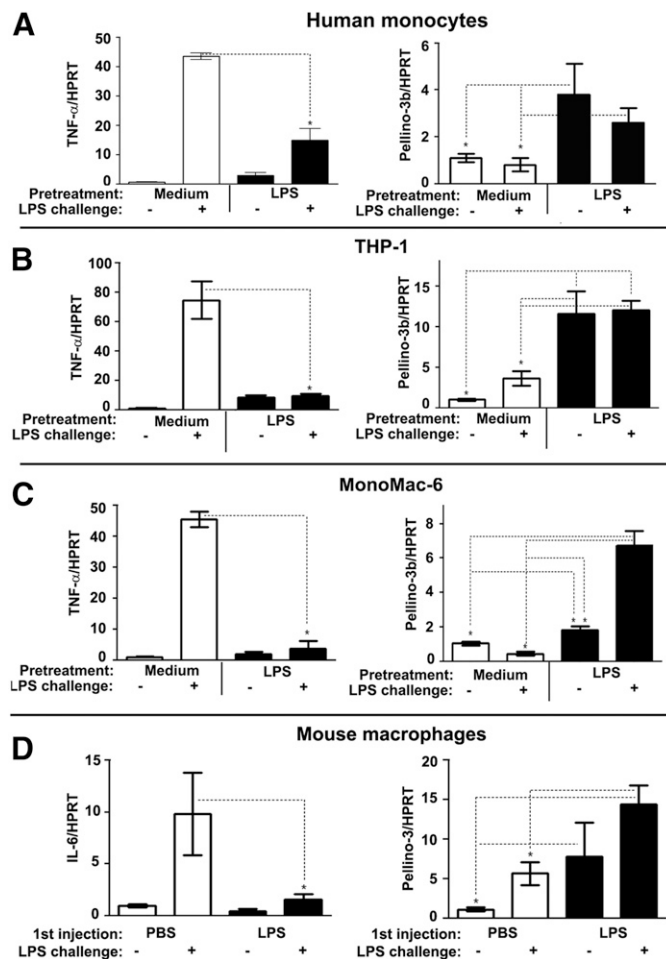 A
Human monocytes
TNF-α/HPRT
50
40
30
20
10
0
*
Pretreatment: Medium LPS
LPS challenge: - + - +
Pellino-3b/HPRT
6
4
2
0
* *
Pretreatment: Medium LPS
LPS challenge: - + - +
B
THP-1
TNF-α/HPRT
100
80
60
40
20
0
*
Pretreatment: Medium LPS
LPS challenge: - + - +
Pellino-3b/HPRT
15
10
5
0
* *
Pretreatment: Medium LPS
LPS challenge: - + - +
C
MonoMac-6
TNF-α/HPRT
50
40
30
20
10
0
*
Pretreatment: Medium LPS
LPS challenge: - + - +
Pellino-3b/HPRT
8
6
4
2
0
* * * *
Pretreatment: Medium LPS
LPS challenge: - + - +
D
Mouse macrophages
IL-6/HPRT
15
10
5
0
*
1st injection: PBS LPS
LPS challenge: - + - +
Pellino-3/HPRT
20
15
10
5
0
* *
1st injection: PBS LPS
LPS challenge: - + - +